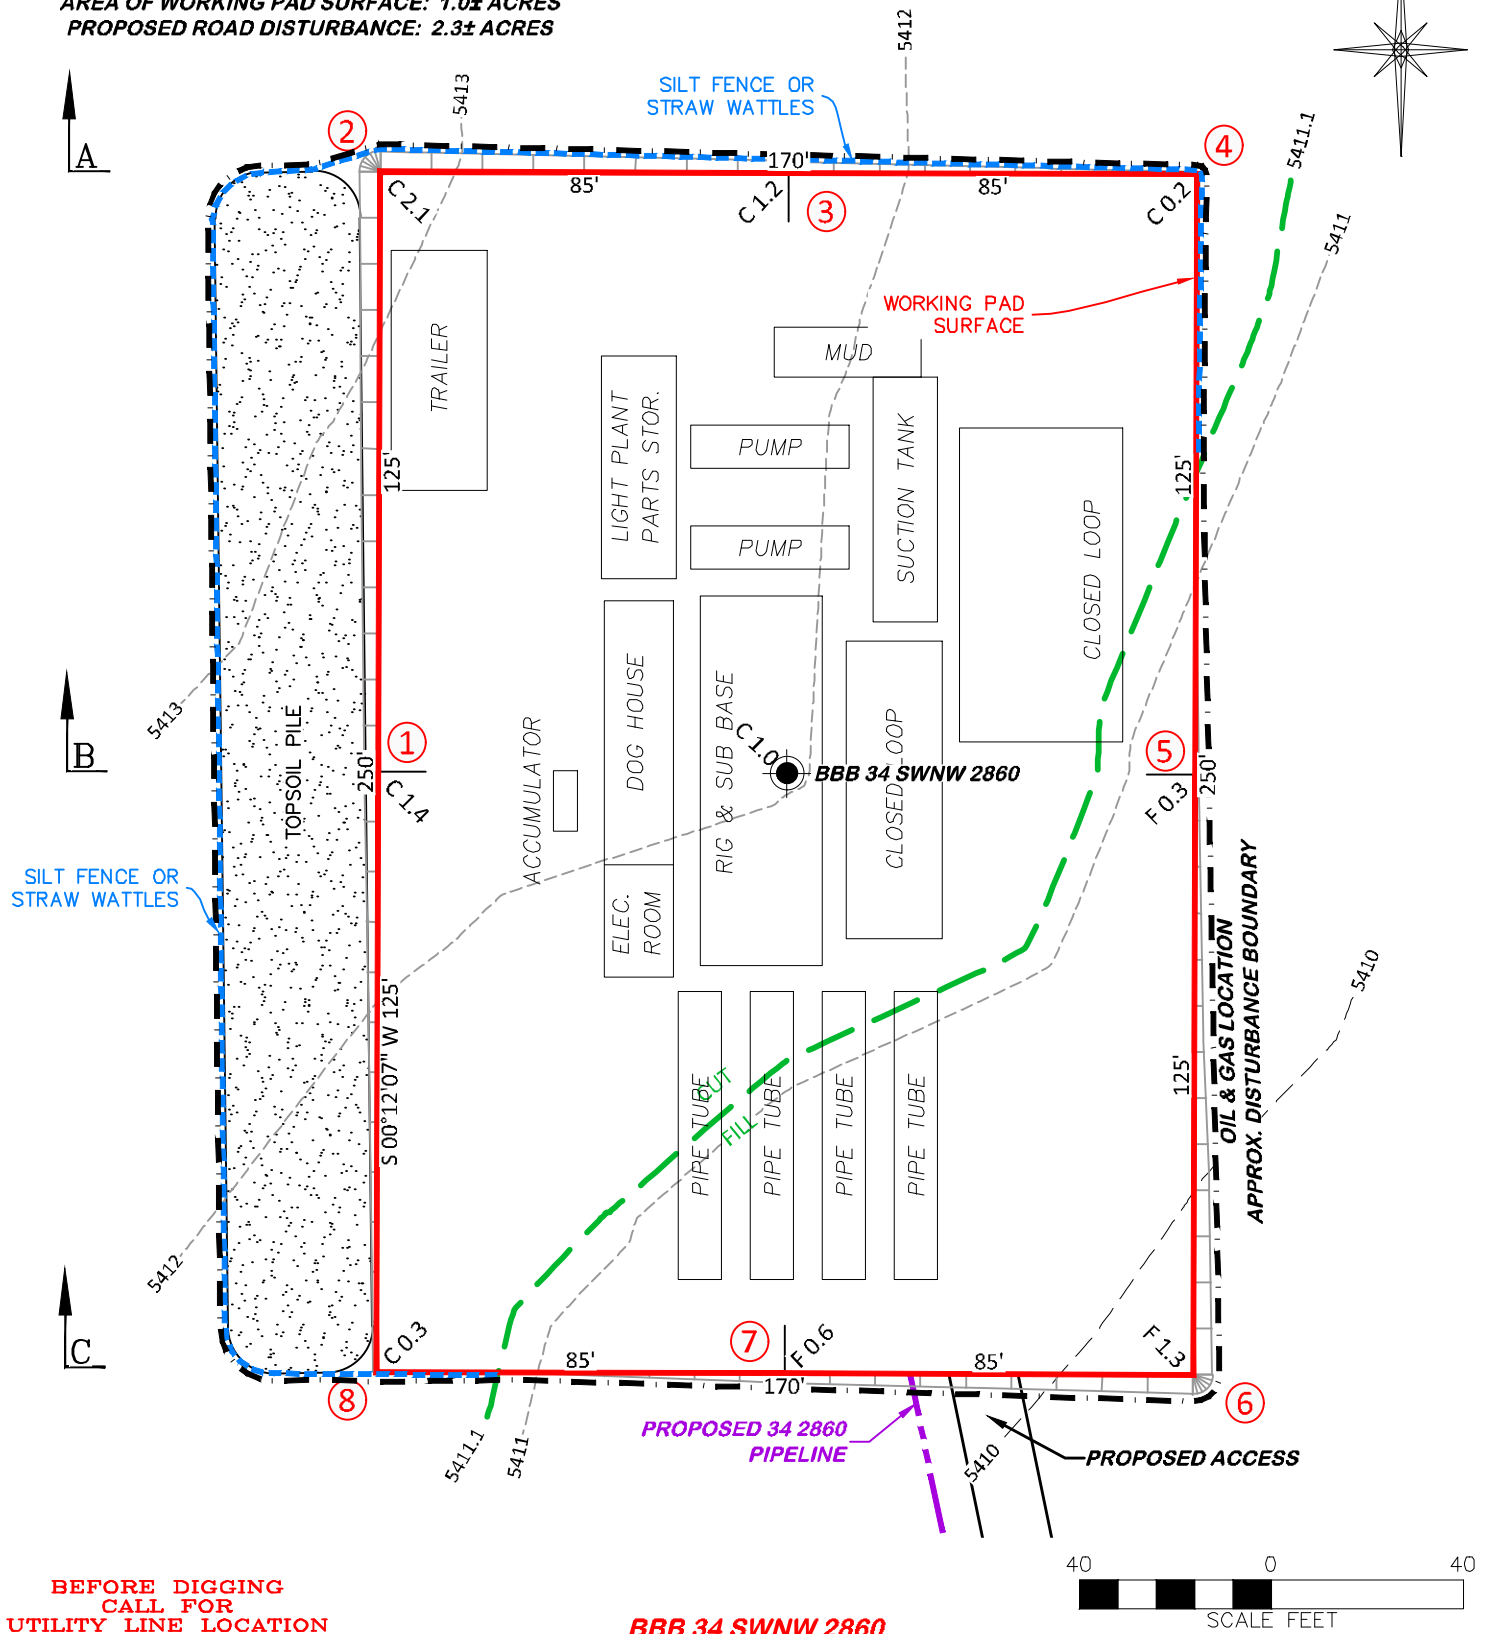 AREA OF WORKING PAD SURFACE: 1.0± ACRES
PROPOSED ROAD DISTURBANCE: 2.3± ACRES
5412
5413
SILT FENCE OR
STRAW WATTLES
A
2
4
5411.1
170'
85'
85'
C 2.1
C 1.2
3
C 0.2
5411
WORKING PAD
SURFACE
TRAILER
MUD
LIGHT PLANT
PARTS STOR.
PUMP
SUCTION TANK
125'
125'
CLOSED LOOP
PUMP
DOG HOUSE
RIG & SUB BASE
5413
TOPSOIL PILE
B
1
250'
C 1.4
ACCUMULATOR
C 1.0
BBB 34 SWNW 2860
CLOSED LOOP
5
250'
F 0.3
SILT FENCE OR
STRAW WATTLES
ELEC.
ROOM
OIL & GAS LOCATION
APPROX. DISTURBANCE BOUNDARY
5410
S 00°12'07" W 125'
125'
CUT
FILL
PIPE TUBE
PIPE TUBE
PIPE TUBE
PIPE TUBE
5412
C
C 0.3
85'
7
F 0.6
85'
F 1.3
170'
8
6
PROPOSED 34 2860
PIPELINE
5411.1
5411
5410
PROPOSED ACCESS
40 0 40
SCALE FEET
BEFORE DIGGING
CALL FOR
UTILITY LINE LOCATION
BBB 34 SWNW 2860